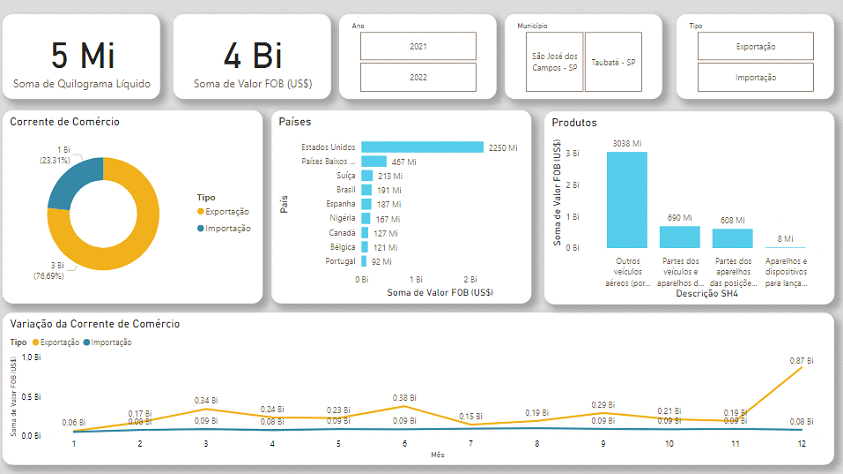 5 Mi
Soma de Quilograma Líquido
4 Bi
Soma de Valor FOB (US$)
Ano
2021
2022
Município
São José dos
Campos - SP
Taubaté - SP
Tipo
Exportação
Importação
Corrente de Comércio
1 Bi
(23,31%)
3 Bi
(76,69%)
Tipo
Exportação
Importação
Países
País
Estados Unidos
2250 Mi
Países Baixos ...
467 Mi
Suíça
213 Mi
Brasil
191 Mi
Espanha
187 Mi
Nigéria
167 Mi
Canadá
127 Mi
Bélgica
121 Mi
Portugal
92 Mi
0 Bi
1 Bi
2 Bi
Soma de Valor FOB (US$)
Produtos
Soma de Valor FOB (US$)
3 Bi
2 Bi
1 Bi
0 Bi
3038 Mi
690 Mi
608 Mi
8 Mi
Outros
veículos
aéreos (por...
Partes dos
veículos e
aparelhos d...
Partes dos
aparelhos
das posiçõe...
Aparelhos e
dispositivos
para lança...
Descrição SH4
Variação da Corrente de Comércio
Tipo
Exportação
Importação
Soma de Valor FOB (US$)
1,0 Bi
0,5 Bi
0,0 Bi
0,06 Bi
0,17 Bi
0,34 Bi
0,24 Bi
0,23 Bi
0,38 Bi
0,15 Bi
0,19 Bi
0,29 Bi
0,21 Bi
0,19 Bi
0,87 Bi
0,08 Bi
0,09 Bi
0,08 Bi
0,09 Bi
0,09 Bi
0,09 Bi
0,09 Bi
0,09 Bi
0,08 Bi
1
2
3
4
5
6
7
8
9
10
11
12
Mês